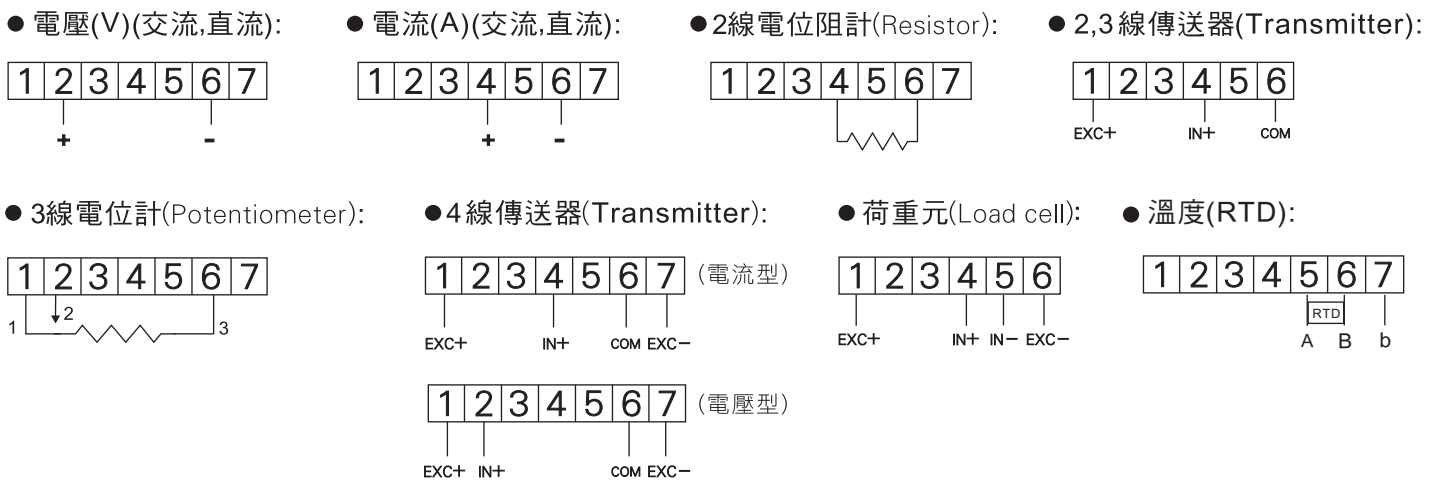 ● 電壓(V)(交流,直流):
1 2 3 4 5 6 7
+ -
● 電流(A)(交流,直流):
1 2 3 4 5 6 7
+ -
●2線電位阻計(Resistor):
1 2 3 4 5 6 7
● 2,3線傳送器(Transmitter):
1 2 3 4 5 6
EXC+ IN+ COM
● 3線電位計(Potentiometer):
1 2 3 4 5 6 7
1 2 3
●4線傳送器(Transmitter):
1 2 3 4 5 6 7 (電流型)
EXC+ IN+ COM EXC-
1 2 3 4 5 6 7 (電壓型)
EXC+ IN+ COM EXC-
● 荷重元(Load cell):
1 2 3 4 5 6
EXC+ IN+ IN- EXC-
● 溫度(RTD):
1 2 3 4 5 6 7
RTD
A B b